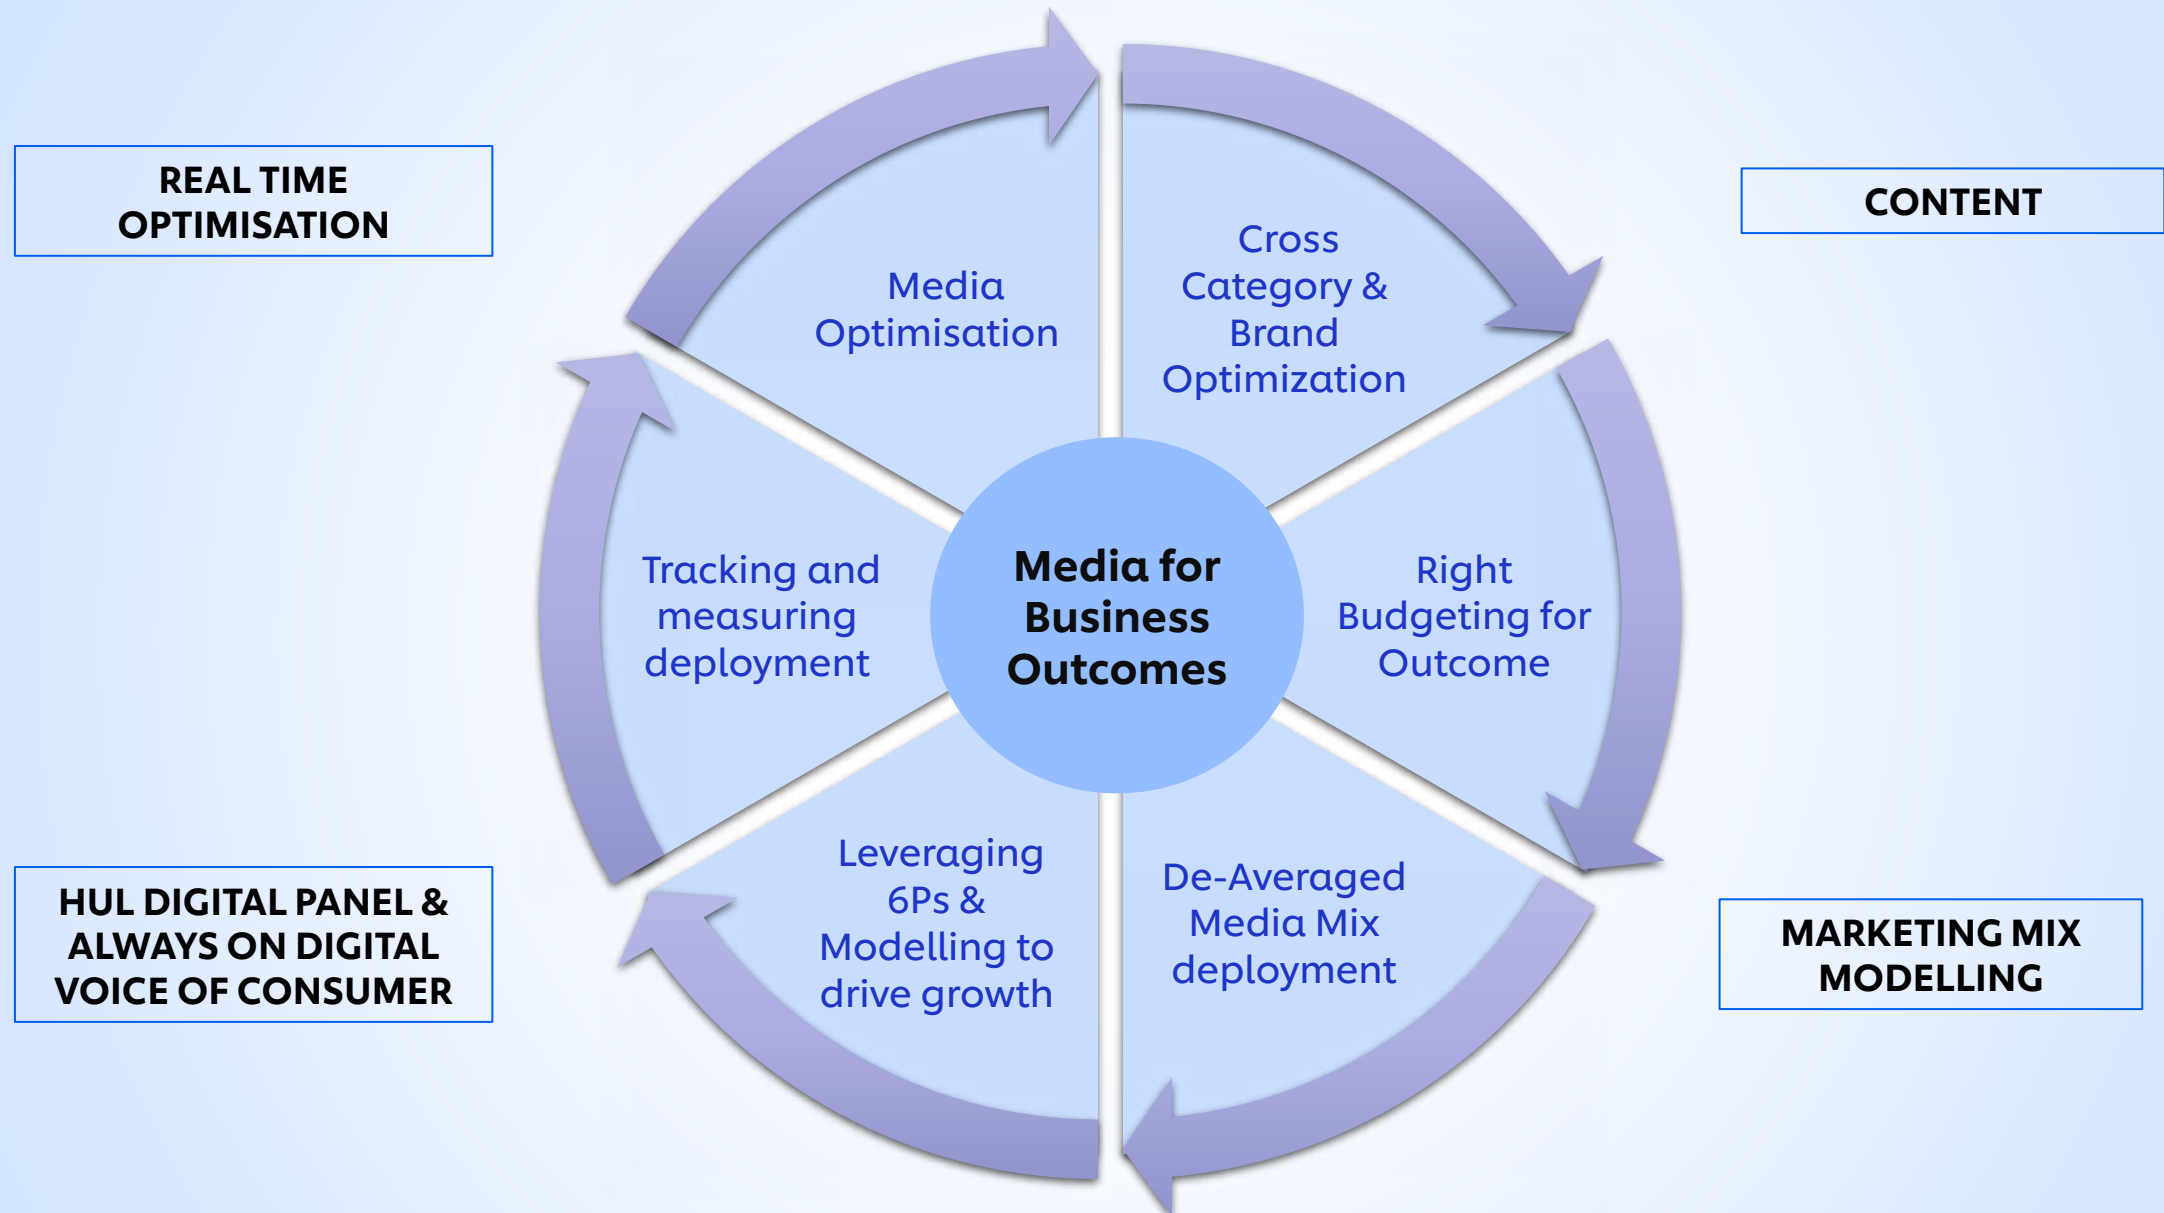 REAL TIME
OPTIMISATION
CONTENT
Media
Optimisation
Cross
Category &
Brand
Optimization
Tracking and
measuring
deployment
Media for
Business
Outcomes
Right
Budgeting for
Outcome
Leveraging
6Ps &
Modelling to
drive growth
De-Averaged
Media Mix
deployment
HUL DIGITAL PANEL &
ALWAYS ON DIGITAL
VOICE OF CONSUMER
MARKETING MIX
MODELLING